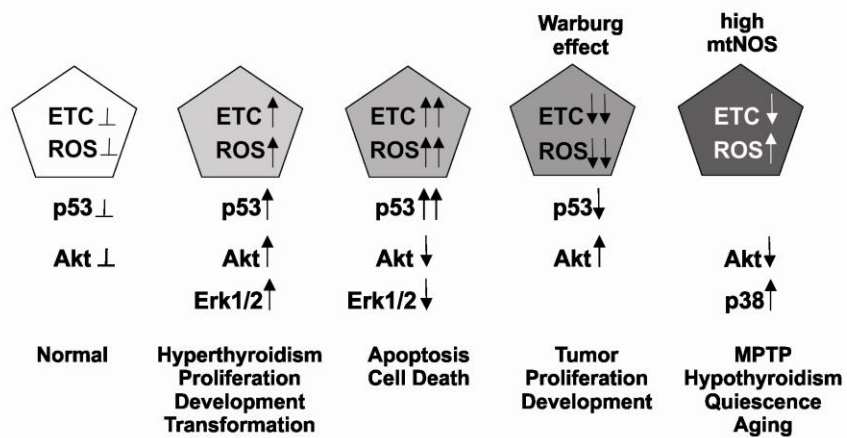 Warburg
effect
high
mtNOS
ETC ⊥
ROS ⊥
ETC ↑
ROS ↑
ETC ↑↑
ROS ↑↑
ETC ↓↓
ROS ↓↓
ETC ↓
ROS ↑
p53 ⊥
p53 ↑
p53 ↑↑
p53 ↓
Akt ⊥
Akt ↑
Akt ↓
Akt ↑
Akt ↓
Erk1/2 ↑
Erk1/2 ↓
p38 ↑
Normal
Hyperthyroidism
Proliferation
Development
Transformation
Apoptosis
Cell Death
Tumor
Proliferation
Development
MPTP
Hypothyroidism
Quiescence
Aging